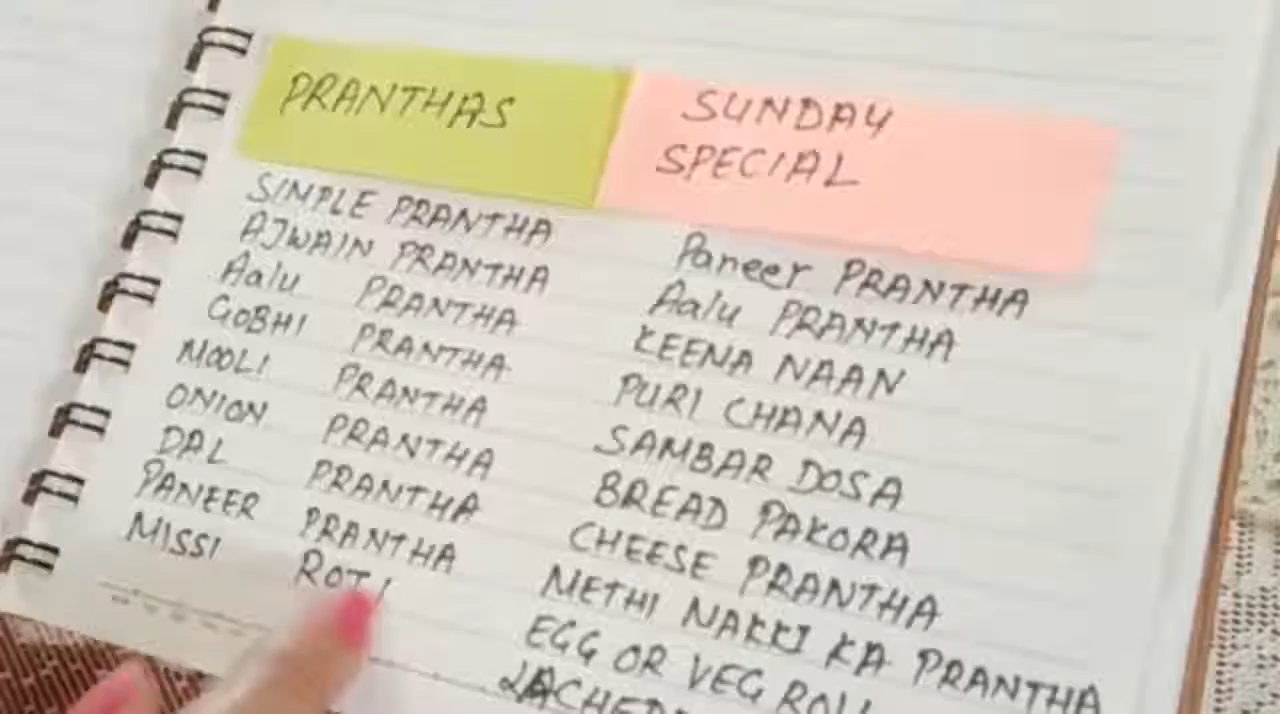 PRANTHAS
SIMPLE PRANTHA
AJWAIN PRANTHA
Aalu PRANTHA
GOBHI PRANTHA
MOOLI PRANTHA
ONION PRANTHA
DAL PRANTHA
PANEER PRANTHA
MISSI ROTI
SUNDAY
SPECIAL
Paneer PRANTHA
Aalu PRANTHA
KEENA NAAN
PURI CHANA
SAMBAR DOSA
BREAD PAKORA
CHEESE PRANTHA
METHI MAKKI KA PRANTHA
EGG OR VEG ROLL